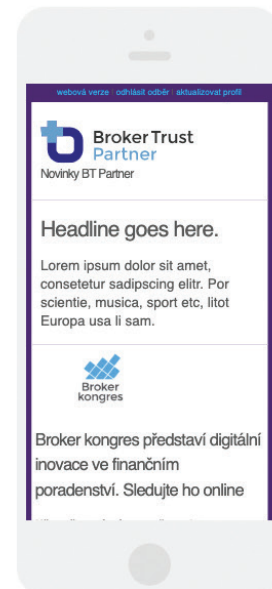 webová verze | odhlásit odběr | aktualizovat profil
Broker Trust
Partner
Novinky BT Partner
Headline goes here.
Lorem ipsum dolor sit amet,
consetetur sadipscing elitr. Por
scientie, musica, sport etc, litot
Europa usa li sam.
Broker
kongres
Broker kongres představí digitální
inovace ve finančním
poradenství. Sledujte ho online